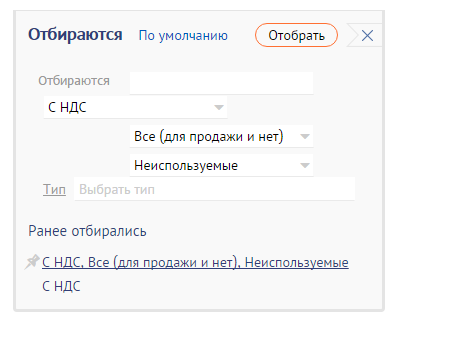 Отбираются По умолчанию Отобрать
Отбираются
С НДС
Все (для продажи и нет)
Неиспользуемые
Тип Выбрать тип
Ранее отбирались
С НДС, Все (для продажи и нет), Неиспользуемые
С НДС